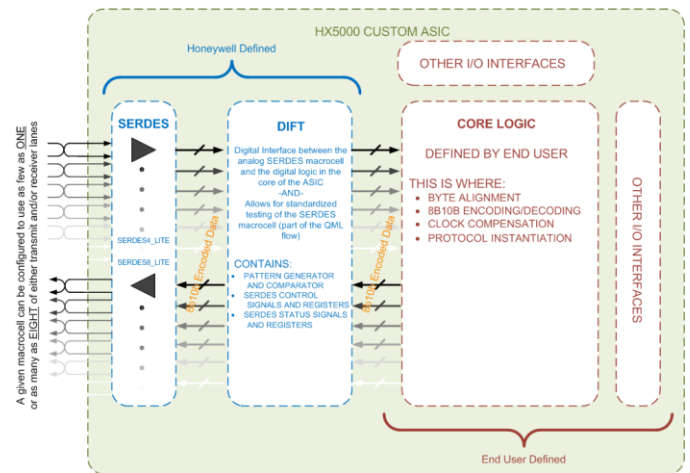 HX5000 CUSTOM ASIC
Honeywell Defined
OTHER I/O INTERFACES
A given macrocell can be configured to use as few as ONE
or as many as EIGHT of either transmit and/or receiver lanes
SERDES
SERDES4_LITE
SERDES8_LITE
8b10b Encoded Data
DIFT
Digital Interface between the
analog SERDES macrocell
and the digital logic in the
core of the ASIC
-AND-
Allows for standardized
testing of the SERDES
macrocell (part of the QML
flow)
CONTAINS:
• PATTERN GENERATOR
AND COMPARATOR
• SERDES CONTROL
SIGNALS AND REGISTERS
• SERDES STATUS SIGNALS
AND REGISTERS
8b10b Encoded Data
CORE LOGIC
DEFINED BY END USER
THIS IS WHERE:
• BYTE ALIGNMENT
• 8B10B ENCODING/DECODING
• CLOCK COMPENSATION
• PROTOCOL INSTANTIATION
OTHER I/O INTERFACES
End User Defined